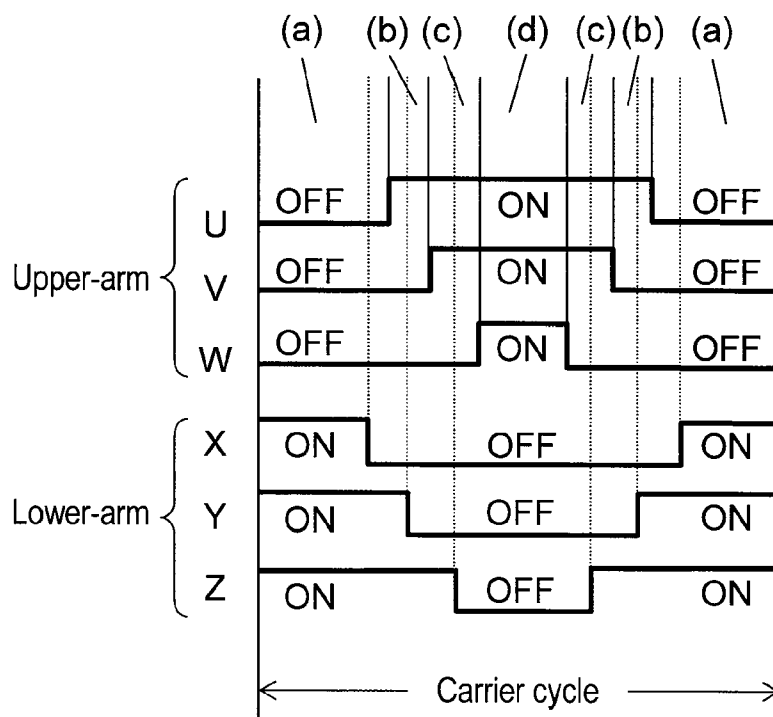 (a) (b) (c) (d) (c) (b) (a)
OFF ON OFF
U
Upper-arm
OFF ON OFF
V
OFF ON OFF
W
ON OFF ON
X
Lower-arm
ON OFF ON
Y
ON OFF ON
Z
Carrier cycle